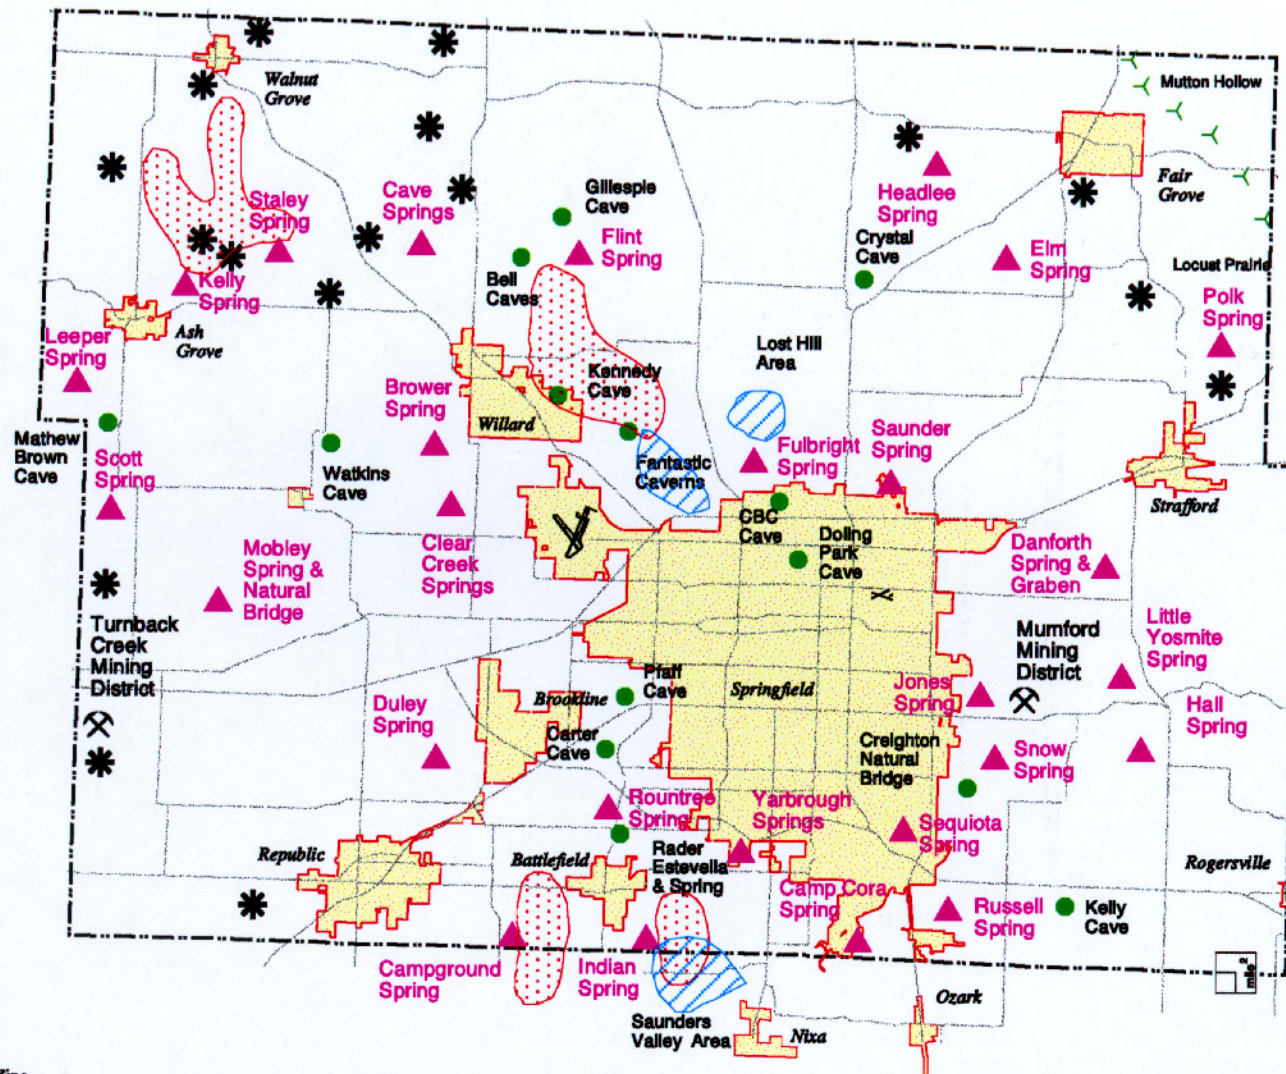 Walnut
Grove
Mutton Hollow
Fair
Grove
Staley
Spring
Cave
Springs
Gillespie
Cave
Headlee
Spring
Flint
Spring
Crystal
Cave
Elm
Spring
Bell
Caves
Locust Prairie
Kelly
Spring
Polk
Spring
Ash
Grove
Leeper
Spring
Lost Hill
Area
Kennedy
Cave
Brower
Spring
Willard
Saunder
Spring
Mathew
Brown
Cave
Scott
Spring
Watkins
Cave
Fantastic
Caverns
Fulbright
Spring
Strafford
CBC
Cave
Doling
Park
Cave
Mobley
Spring &
Natural
Bridge
Clear
Creek
Springs
Danforth
Spring &
Graben
Turnback
Creek
Mining
District
Mumford
Mining
District
Little
Yosmite
Spring
Pfaff
Cave
Brookline
Springfield
Jones
Spring
Hall
Spring
Duley
Spring
Carter
Cave
Creighton
Natural
Bridge
Snow
Spring
Rountree
Spring
Yarbrough
Springs
Sequiota
Spring
Republic
Battlefield
Rader
Estevella
& Spring
Rogersville
Camp Cora
Spring
Russell
Spring
Kelly
Cave
Campground
Spring
Indian
Spring
mile 2
Ozark
Saunders
Valley Area
Nixa